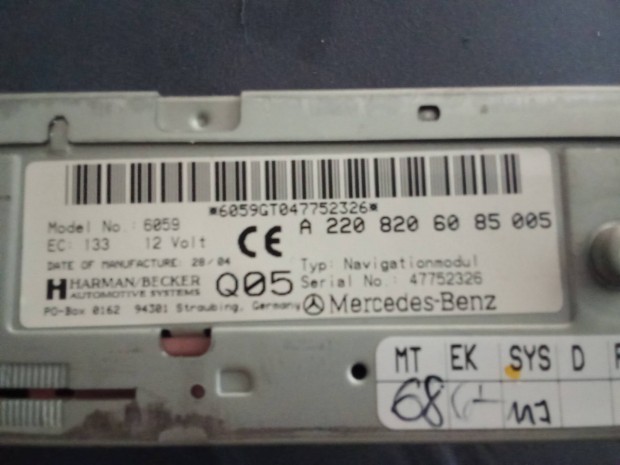 *6059GT047752326*
Model No.: 6059
A 220 820 60 85 005
EC: 133 12 Volt
CE
DATE OF MANUFACTURE: 28/04
Typ: Navigationmodul
HARMAN/BECKER
AUTOMOTIVE SYSTEMS
Q05
Serial No.: 47752326
PO-Box 0162 94301 Straubing, Germany
Mercedes-Benz
MT EK SYS D
68